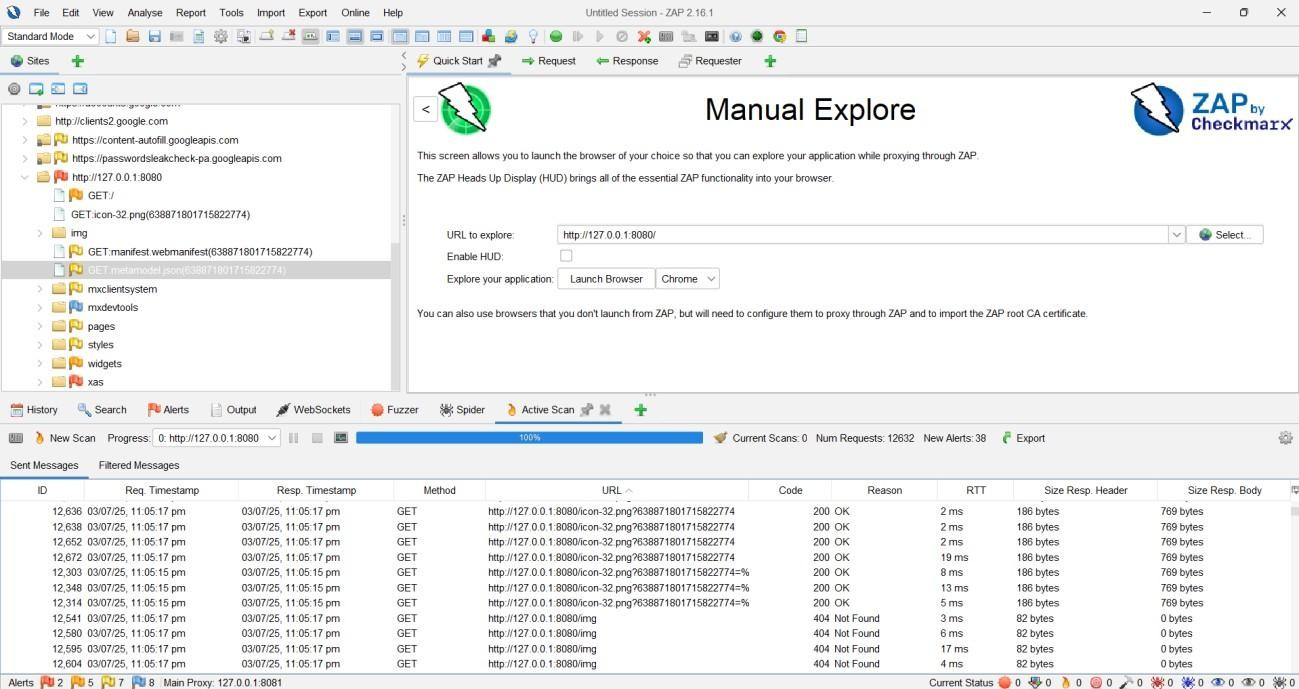 File Edit View Analyse Report Tools Import Export Online Help Untitled Session - ZAP 2.16.1
Standard Mode
Sites Quick Start Request Response Requester
< Manual Explore ZAP by Checkmarx
https://accounts.google.com
http://clients2.google.com
https://content-autofill.googleapis.com
https://passwordsleakcheck-pa.googleapis.com
http://127.0.0.1:8080
GET:/
GET:icon-32.png(638871801715822774)
img
GET:manifest.webmanifest(638871801715822774)
GET:metamodel.json(638871801715822774)
mxclientsystem
mxdevtools
pages
styles
widgets
xas
This screen allows you to launch the browser of your choice so that you can explore your application while proxying through ZAP.
The ZAP Heads Up Display (HUD) brings all of the essential ZAP functionality into your browser.
URL to explore: http://127.0.0.1:8080/ Select...
Enable HUD:
Explore your application: Launch Browser Chrome
You can also use browsers that you don't launch from ZAP, but will need to configure them to proxy through ZAP and to import the ZAP root CA certificate.
History Search Alerts Output WebSockets Fuzzer Spider Active Scan
New Scan Progress: 0: http://127.0.0.1:8080 100% Current Scans: 0 Num Requests: 12632 New Alerts: 38 Export
Sent Messages Filtered Messages
ID Req. Timestamp Resp. Timestamp Method URL Code Reason RTT Size Resp. Header Size Resp. Body
12,636 03/07/25, 11:05:17 pm 03/07/25, 11:05:17 pm GET http://127.0.0.1:8080/icon-32.png?638871801715822774 200 OK 2 ms 186 bytes 769 bytes
12,638 03/07/25, 11:05:17 pm 03/07/25, 11:05:17 pm GET http://127.0.0.1:8080/icon-32.png?638871801715822774 200 OK 2 ms 186 bytes 769 bytes
12,652 03/07/25, 11:05:17 pm 03/07/25, 11:05:17 pm GET http://127.0.0.1:8080/icon-32.png?638871801715822774 200 OK 2 ms 186 bytes 769 bytes
12,672 03/07/25, 11:05:17 pm 03/07/25, 11:05:17 pm GET http://127.0.0.1:8080/icon-32.png?638871801715822774 200 OK 19 ms 186 bytes 769 bytes
12,303 03/07/25, 11:05:15 pm 03/07/25, 11:05:15 pm GET http://127.0.0.1:8080/icon-32.png?638871801715822774=% 200 OK 8 ms 186 bytes 769 bytes
12,348 03/07/25, 11:05:15 pm 03/07/25, 11:05:15 pm GET http://127.0.0.1:8080/icon-32.png?638871801715822774=% 200 OK 13 ms 186 bytes 769 bytes
12,314 03/07/25, 11:05:15 pm 03/07/25, 11:05:15 pm GET http://127.0.0.1:8080/icon-32.png?638871801715822774=% 200 OK 5 ms 186 bytes 769 bytes
12,541 03/07/25, 11:05:17 pm 03/07/25, 11:05:17 pm GET http://127.0.0.1:8080/img 404 Not Found 3 ms 82 bytes 0 bytes
12,580 03/07/25, 11:05:17 pm 03/07/25, 11:05:17 pm GET http://127.0.0.1:8080/img 404 Not Found 6 ms 82 bytes 0 bytes
12,595 03/07/25, 11:05:17 pm 03/07/25, 11:05:17 pm GET http://127.0.0.1:8080/img 404 Not Found 17 ms 82 bytes 0 bytes
12,604 03/07/25, 11:05:17 pm 03/07/25, 11:05:17 pm GET http://127.0.0.1:8080/img 404 Not Found 4 ms 82 bytes 0 bytes
Alerts 2 5 7 8 Main Proxy: 127.0.0.1:8081 Current Status 0 0 0 0 0 0 0 0 0 0